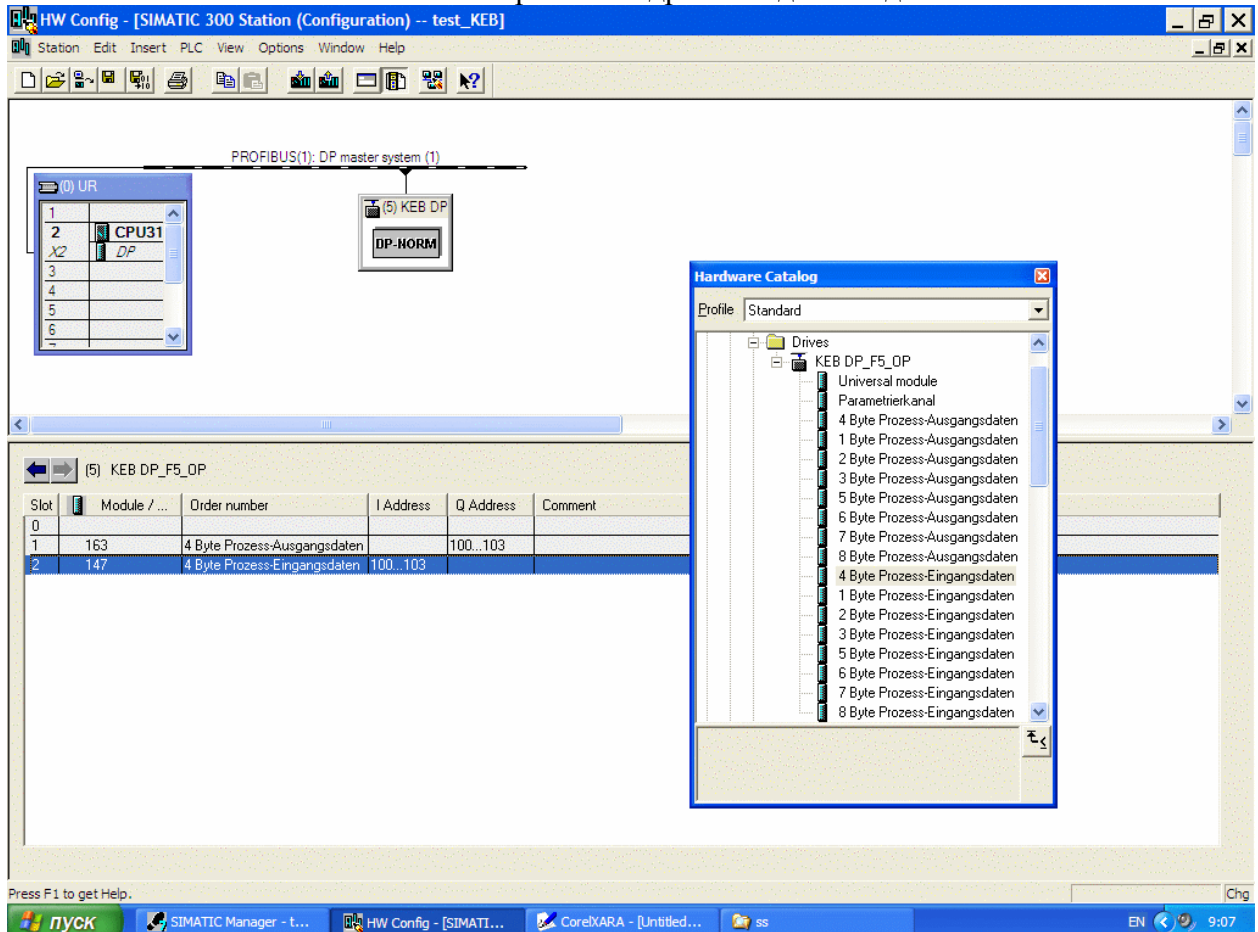 HW Config - [SIMATIC 300 Station (Configuration) -- test_KEB]
Station Edit Insert PLC View Options Window Help
PROFIBUS(1): DP master system (1)
(0) UR
1
2 CPU31
X2 DP
3
4
5
6
(5) KEB DP
DP-NORM
Hardware Catalog
Profile Standard
Drives
KEB DP_F5_OP
Universal module
Parametrierkanal
4 Byte Prozess-Ausgangsdaten
1 Byte Prozess-Ausgangsdaten
2 Byte Prozess-Ausgangsdaten
3 Byte Prozess-Ausgangsdaten
5 Byte Prozess-Ausgangsdaten
6 Byte Prozess-Ausgangsdaten
7 Byte Prozess-Ausgangsdaten
8 Byte Prozess-Ausgangsdaten
4 Byte Prozess-Eingangsdaten
1 Byte Prozess-Eingangsdaten
2 Byte Prozess-Eingangsdaten
3 Byte Prozess-Eingangsdaten
5 Byte Prozess-Eingangsdaten
6 Byte Prozess-Eingangsdaten
7 Byte Prozess-Eingangsdaten
8 Byte Prozess-Eingangsdaten
(5) KEB DP_F5_OP
Slot Module / ... Order number I Address Q Address Comment
0
1 163 4 Byte Prozess-Ausgangsdaten 100...103
2 147 4 Byte Prozess-Eingangsdaten 100...103
Press F1 to get Help.
Chg
пуск SIMATIC Manager - t... HW Config - [SIMATI... CorelXARA - [Untitled... ss EN 9:07